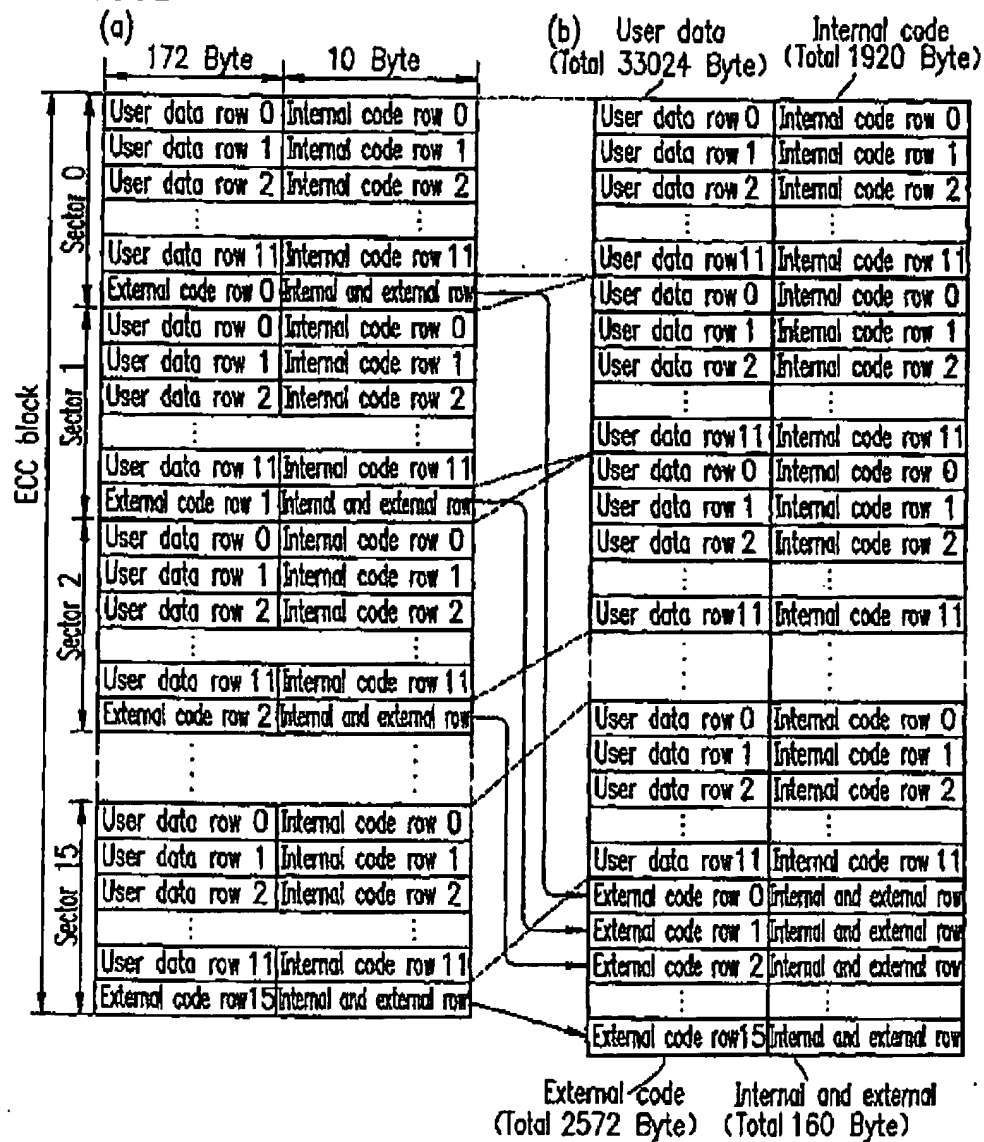 (a)
172 Byte 10 Byte
ECC block
Sector 0
User data row 0 Internal code row 0
User data row 1 Internal code row 1
User data row 2 Internal code row 2
User data row 11 Internal code row 11
External code row 0 Internal and external row
Sector 1
User data row 0 Internal code row 0
User data row 1 Internal code row 1
User data row 2 Internal code row 2
User data row 11 Internal code row 11
External code row 1 Internal and external row
Sector 2
User data row 0 Internal code row 0
User data row 1 Internal code row 1
User data row 2 Internal code row 2
User data row 11 Internal code row 11
External code row 2 Internal and external row
Sector 15
User data row 0 Internal code row 0
User data row 1 Internal code row 1
User data row 2 Internal code row 2
User data row 11 Internal code row 11
External code row 15 Internal and external row
(b) User data Internal code
(Total 33024 Byte) (Total 1920 Byte)
User data row 0 Internal code row 0
User data row 1 Internal code row 1
User data row 2 Internal code row 2
User data row 11 Internal code row 11
User data row 0 Internal code row 0
User data row 1 Internal code row 1
User data row 2 Internal code row 2
User data row 11 Internal code row 11
User data row 0 Internal code row 0
User data row 1 Internal code row 1
User data row 2 Internal code row 2
User data row 11 Internal code row 11
User data row 0 Internal code row 0
User data row 1 Internal code row 1
User data row 2 Internal code row 2
User data row 11 Internal code row 11
External code row 0 Internal and external row
External code row 1 Internal and external row
External code row 2 Internal and external row
External code row 15 Internal and external row
External code Internal and external
(Total 2572 Byte) (Total 160 Byte)